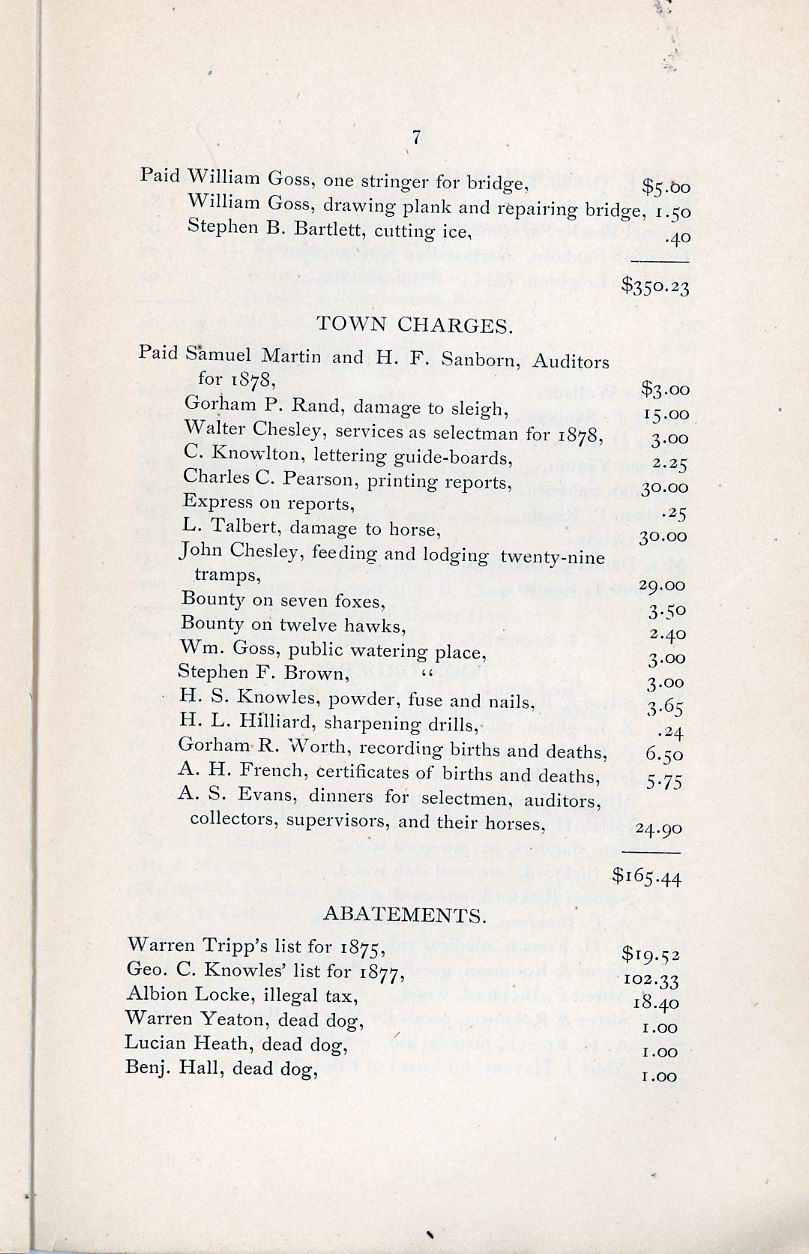 7
Paid William Goss, one stringer for bridge, $5.00
William Goss, drawing plank and repairing bridge, 1.50
Stephen B. Bartlett, cutting ice, .40
$350.23
TOWN CHARGES.
Paid Samuel Martin and H. F. Sanborn, Auditors
for 1878, $3.00
Gorham P. Rand, damage to sleigh, 15.00
Walter Chesley, services as selectman for 1878, 3.00
C. Knowlton, lettering guide-boards, 2.25
Charles C. Pearson, printing reports, 30.00
Express on reports, .25
L. Talbert, damage to horse, 30.00
John Chesley, feeding and lodging twenty-nine
tramps, 29.00
Bounty on seven foxes, 3.50
Bounty on twelve hawks, 2.40
Wm. Goss, public watering place, 3.00
Stephen F. Brown, “ 3.00
H. S. Knowles, powder, fuse and nails, 3.65
H. L. Hilliard, sharpening drills, .24
Gorham R. Worth, recording births and deaths, 6.50
A. H. French, certificates of births and deaths, 5.75
A. S. Evans, dinners for selectmen, auditors,
collectors, supervisors, and their horses, 24.90
$165.44
ABATEMENTS.
Warren Tripp's list for 1875, $19.52
Geo. C. Knowles' list for 1877, 102.33
Albion Locke, illegal tax, 18.40
Warren Yeaton, dead dog, 1.00
Lucian Heath, dead dog, 1.00
Benj. Hall, dead dog, 1.00